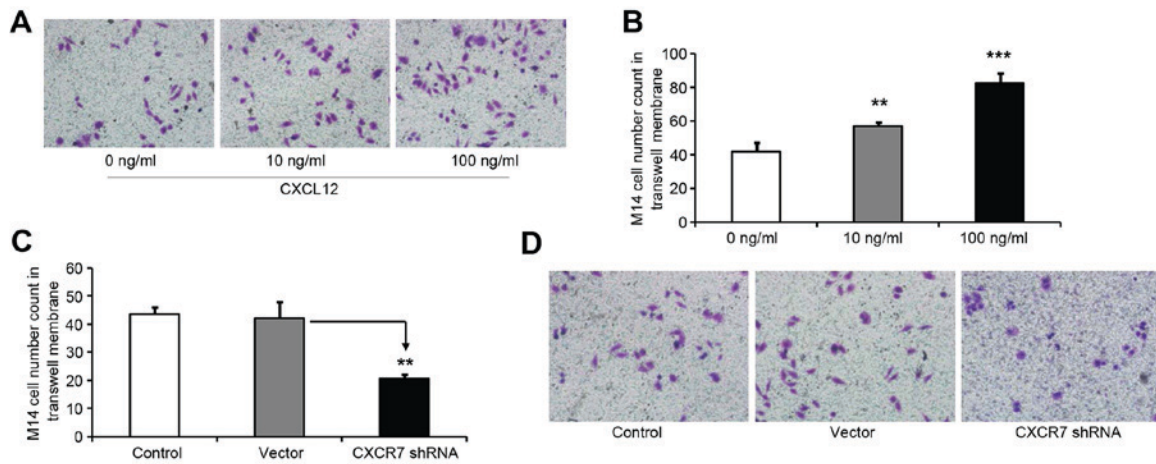 A
0 ng/ml
10 ng/ml
100 ng/ml
CXCL12
B
M14 cell number count in
transwell membrane
100
80
60
40
20
0
**
***
0 ng/ml
10 ng/ml
100 ng/ml
C
M14 cell number count in
transwell membrane
60
50
40
30
20
10
0
**
Control
Vector
CXCR7 shRNA
D
Control
Vector
CXCR7 shRNA